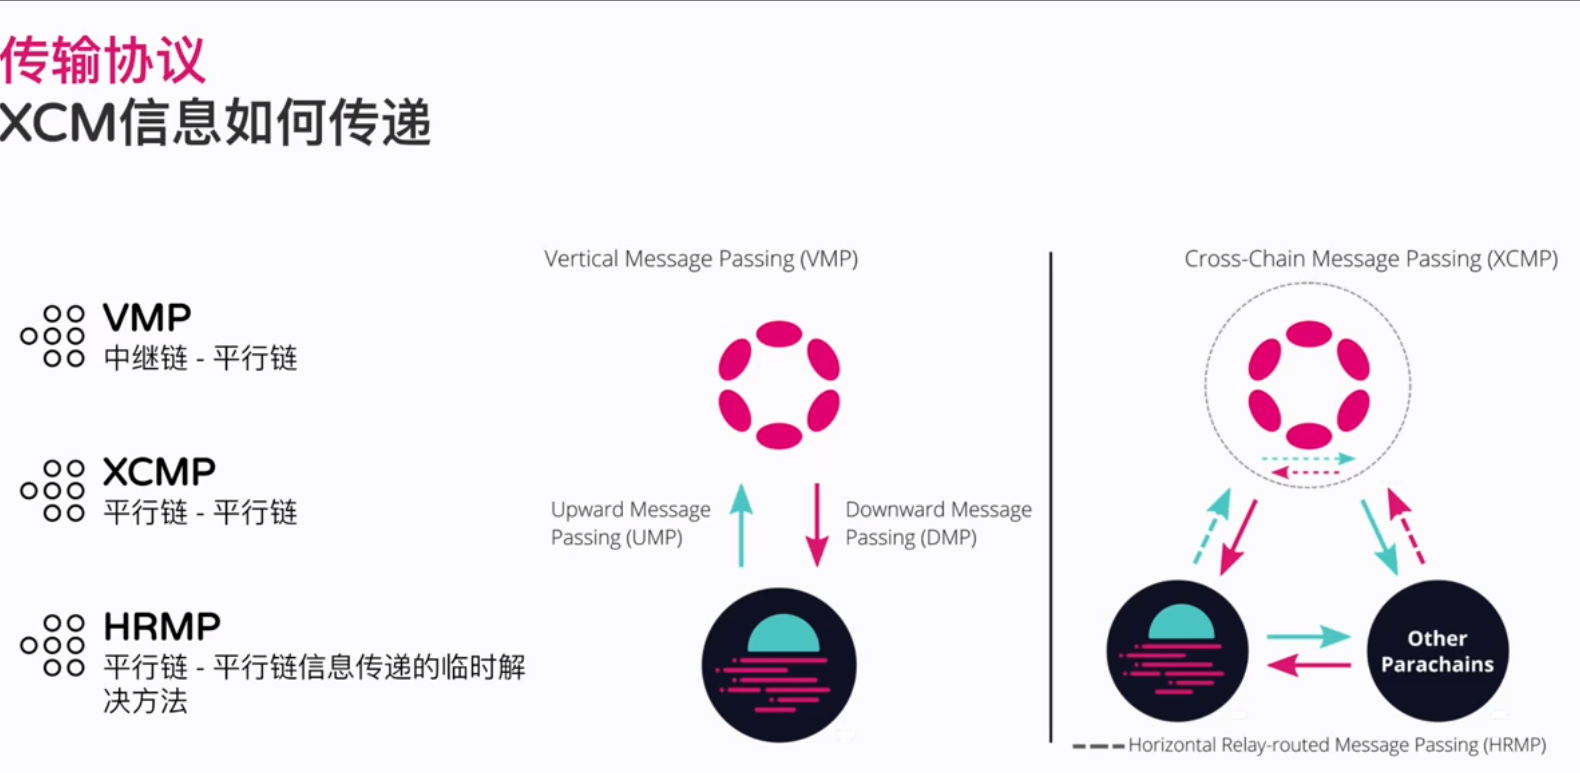 传输协议
XCM信息如何传递
VMP
中继链 - 平行链
XCMP
平行链 - 平行链
HRMP
平行链 - 平行链信息传递的临时解
决方法
Vertical Message Passing (VMP)
Upward Message
Passing (UMP)
Downward Message
Passing (DMP)
Cross-Chain Message Passing (XCMP)
Other
Parachains
Horizontal Relay-routed Message Passing (HRMP)